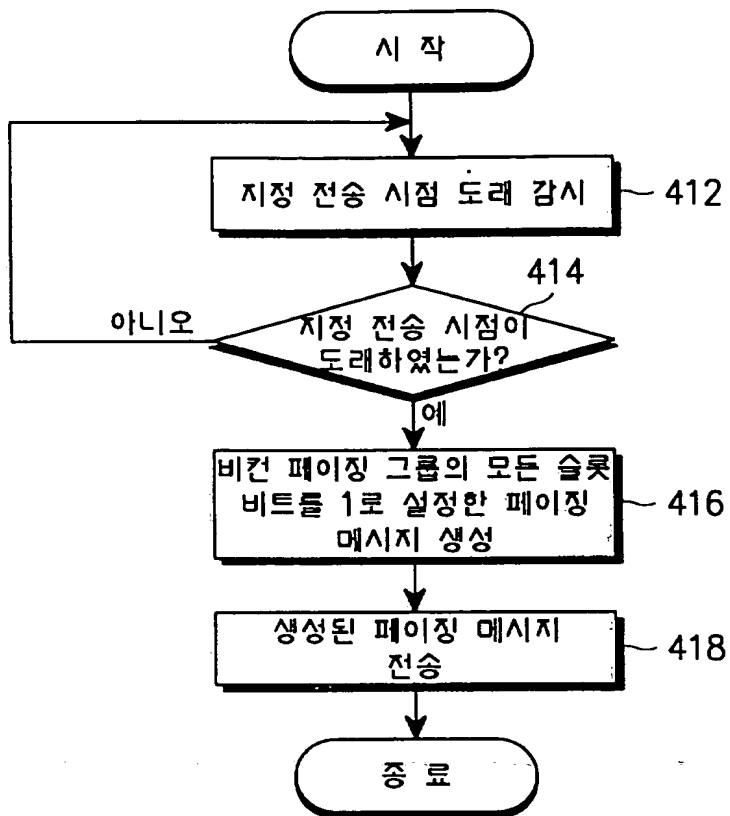 시 작
지정 전송 시점 도래 감시
412
414
지정 전송 시점이
도래하였는가?
아니오
예
비컨 페이징 그룹의 모든 슬롯
비트를 1로 설정한 페이징
메시지 생성
416
생성된 페이징 메시지
전송
418
종 료